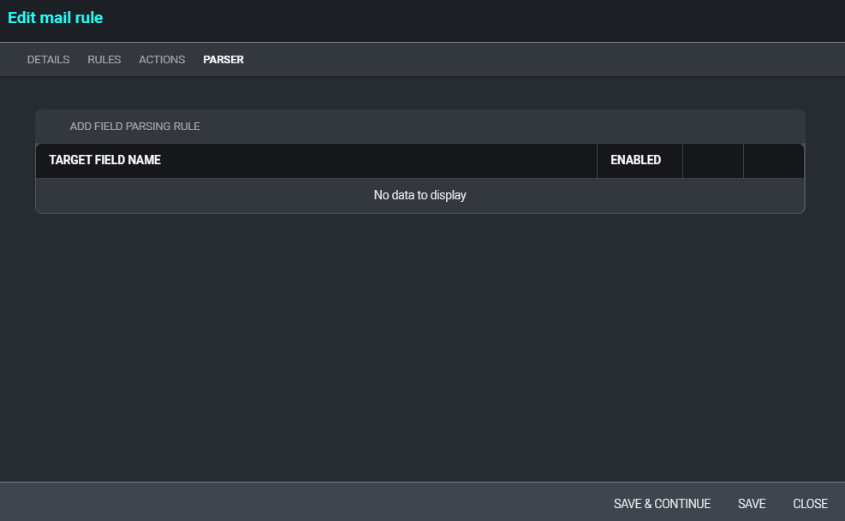 Edit mail rule
DETAILS RULES ACTIONS PARSER
ADD FIELD PARSING RULE
TARGET FIELD NAME ENABLED
No data to display
SAVE & CONTINUE SAVE CLOSE